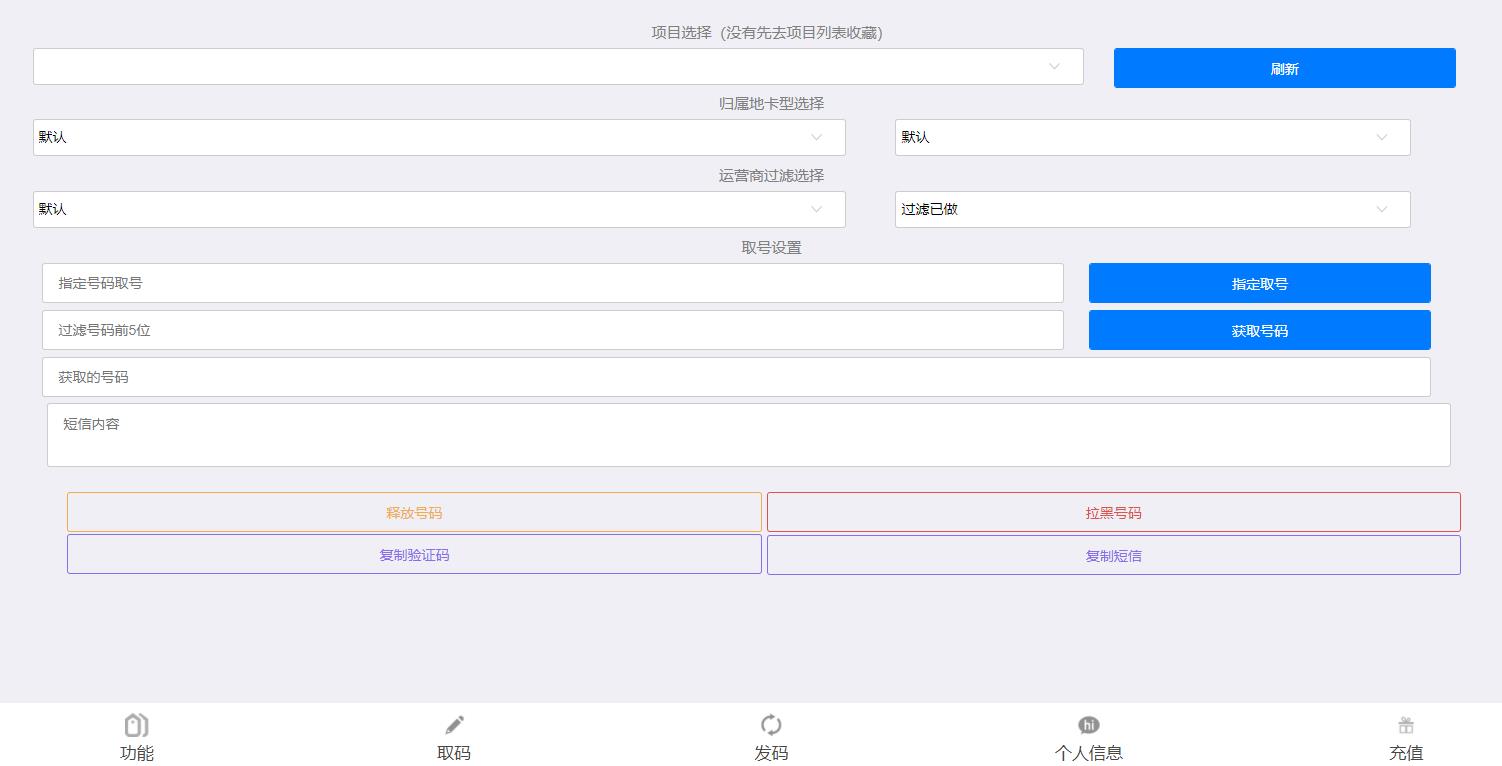 项目选择（没有先去项目列表收藏）
刷新
归属地卡型选择
默认 默认
运营商过滤选择
默认 过滤已做
取号设置
指定号码取号 指定取号
过滤号码前5位 获取号码
获取的号码
短信内容
释放号码 拉黑号码
复制验证码 复制短信
hi
功能 取码 发码 个人信息 充值